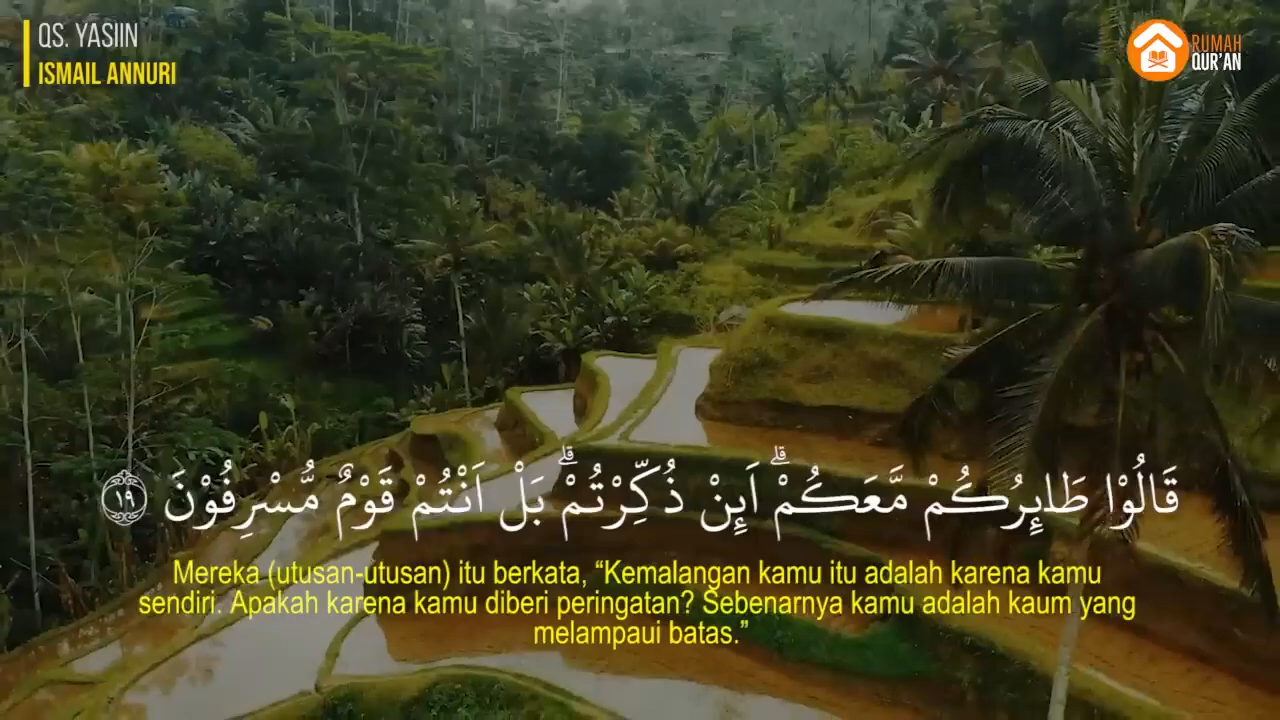 QS. YASIIN
ISMAIL ANNURI
RUMAH
QUR'AN
قَالُوْا طَاۤىِٕرُكُمْ مَّعَكُمْۗ اَىِٕنْ ذُكِّرْتُمْۗ بَلْ اَنْتُمْ قَوْمٌ مُّسْرِفُوْنَ ١٩
Mereka (utusan-utusan) itu berkata, “Kemalangan kamu itu adalah karena kamu
sendiri. Apakah karena kamu diberi peringatan? Sebenarnya kamu adalah kaum yang
melampaui batas.”